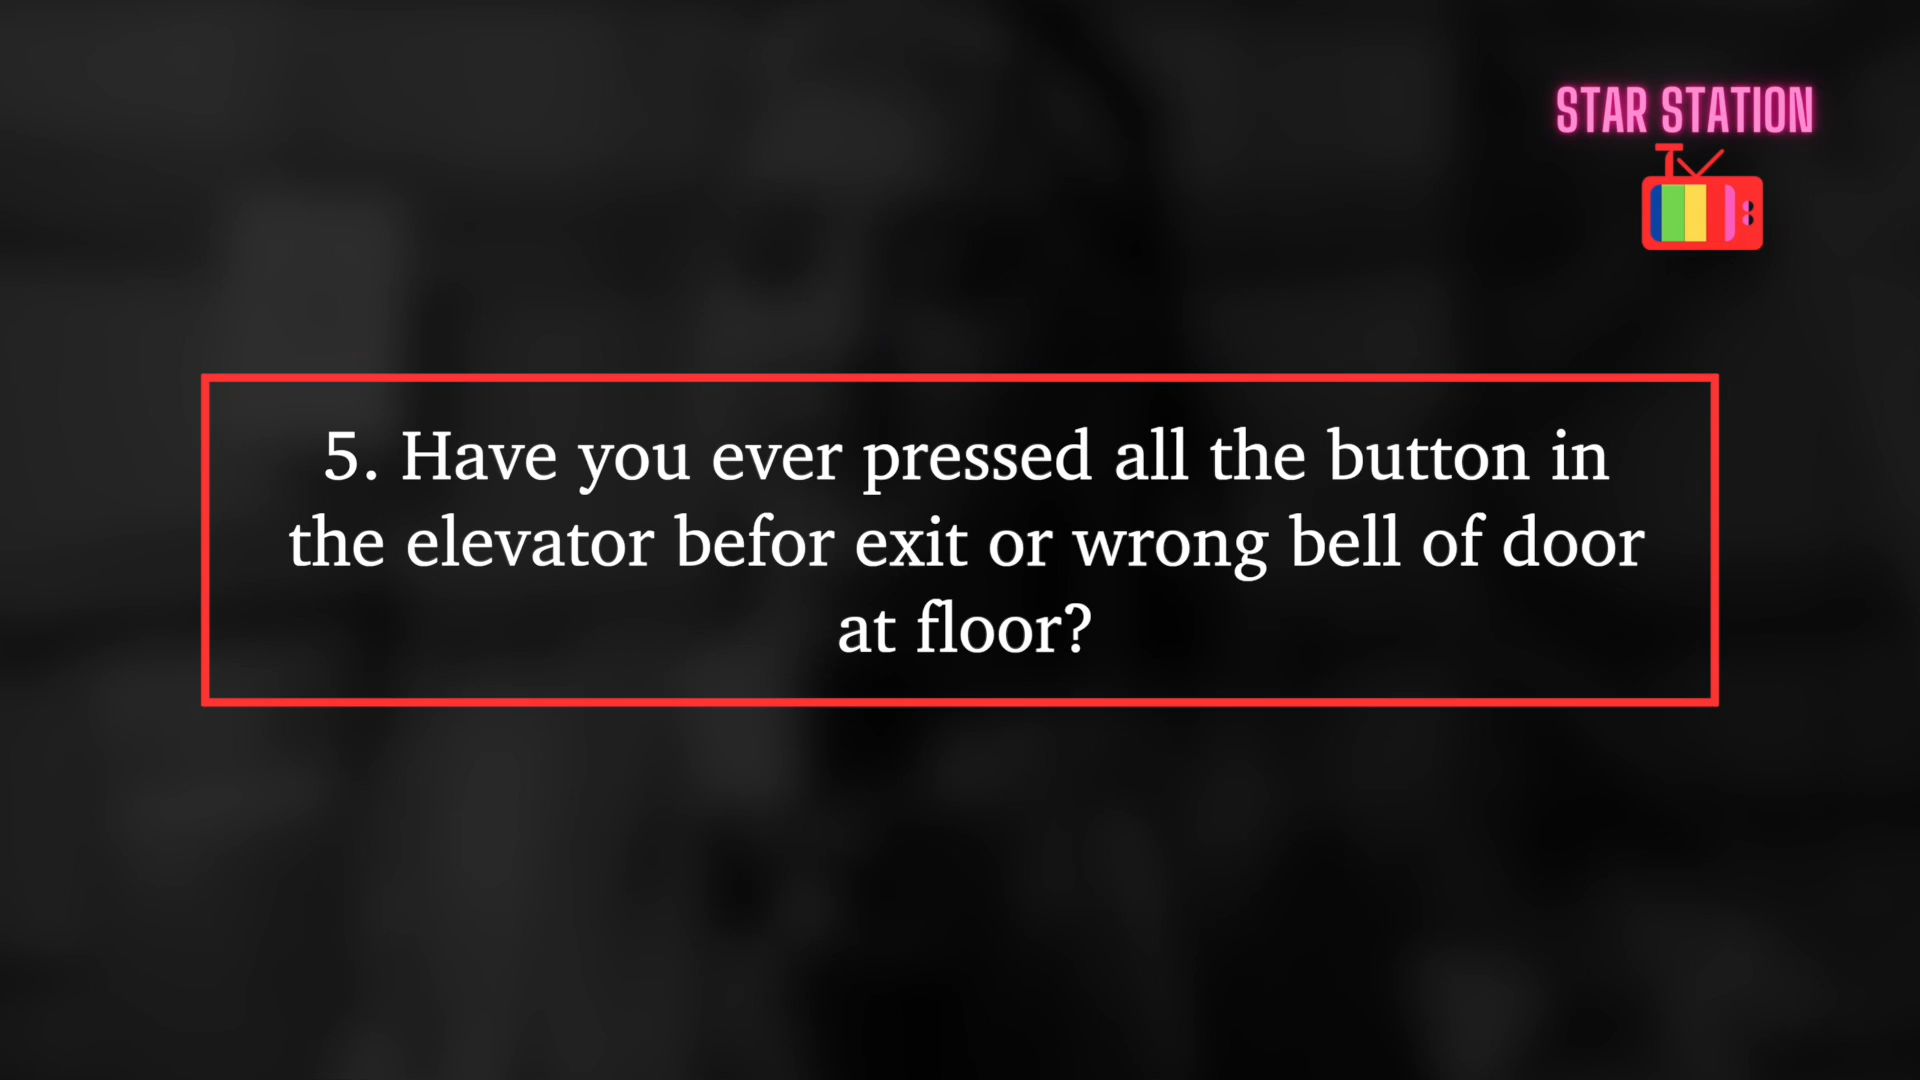 STAR STATION
5. Have you ever pressed all the button in
the elevator befor exit or wrong bell of door
at floor?